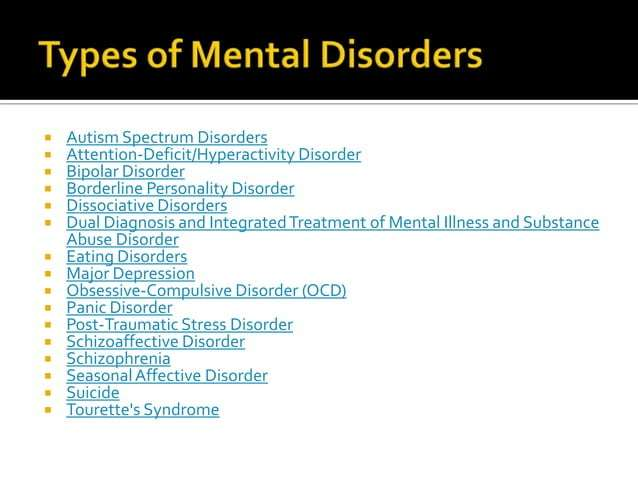 Types of Mental Disorders
Autism Spectrum Disorders
Attention-Deficit/Hyperactivity Disorder
Bipolar Disorder
Borderline Personality Disorder
Dissociative Disorders
Dual Diagnosis and Integrated Treatment of Mental Illness and Substance
Abuse Disorder
Eating Disorders
Major Depression
Obsessive-Compulsive Disorder (OCD)
Panic Disorder
Post-Traumatic Stress Disorder
Schizoaffective Disorder
Schizophrenia
Seasonal Affective Disorder
Suicide
Tourette's Syndrome